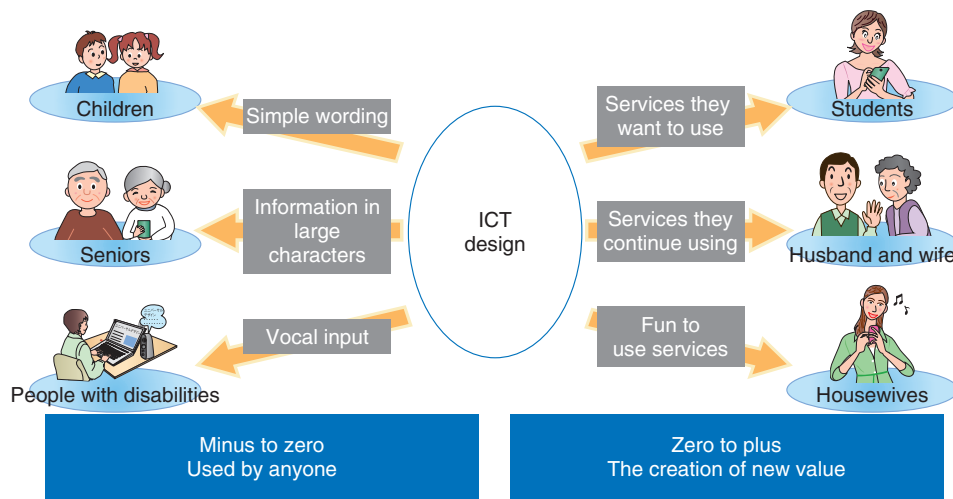 Children
Simple wording
Seniors
Information in
large
characters
People with disabilities
Vocal input
ICT
design
Services they
want to use
Students
Services they
continue using
Husband and wife
Fun to
use services
Housewives
Minus to zero
Used by anyone
Zero to plus
The creation of new value